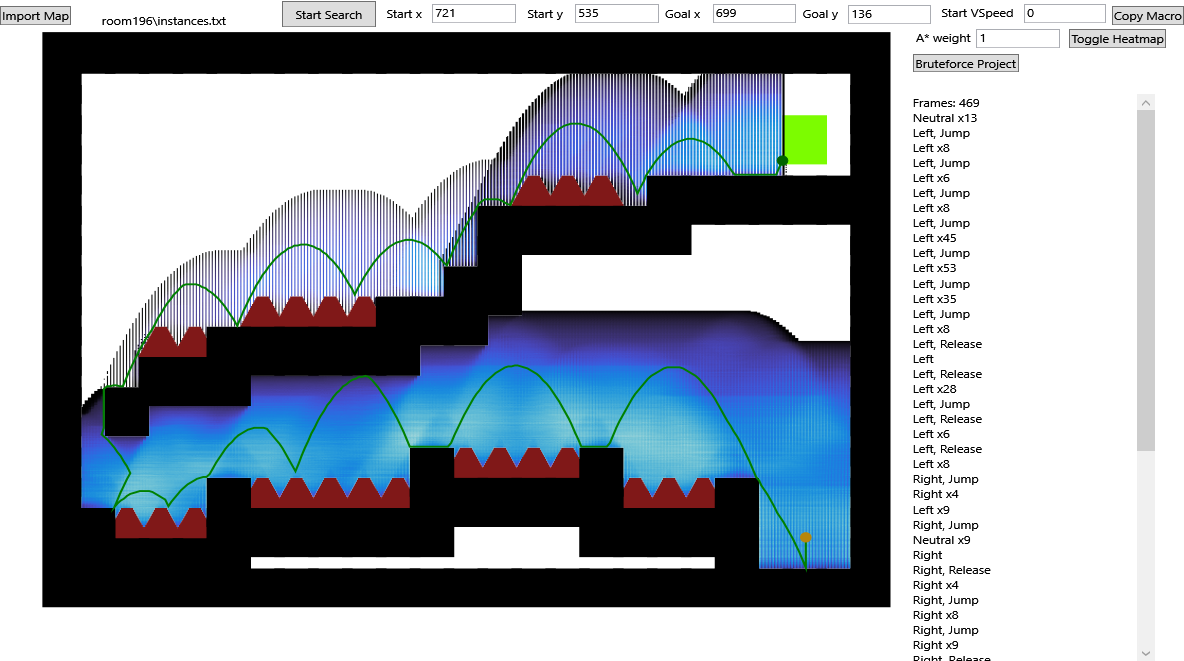 Import Map
room196\instances.txt
Start Search
Start x 721
Start y 535
Goal x 699
Goal y 136
Start VSpeed 0
Copy Macro
A* weight 1
Toggle Heatmap
Bruteforce Project
Frames: 469
Neutral x13
Left, Jump
Left x8
Left, Jump
Left x6
Left, Jump
Left x8
Left, Jump
Left x45
Left, Jump
Left x53
Left, Jump
Left x35
Left, Jump
Left x8
Left, Release
Left
Left, Release
Left x28
Left, Jump
Left, Release
Left x6
Left, Release
Left x8
Right, Jump
Right x4
Left x9
Right, Jump
Neutral x9
Right
Right, Release
Right x4
Right, Jump
Right x8
Right, Jump
Right x9
Right, Release